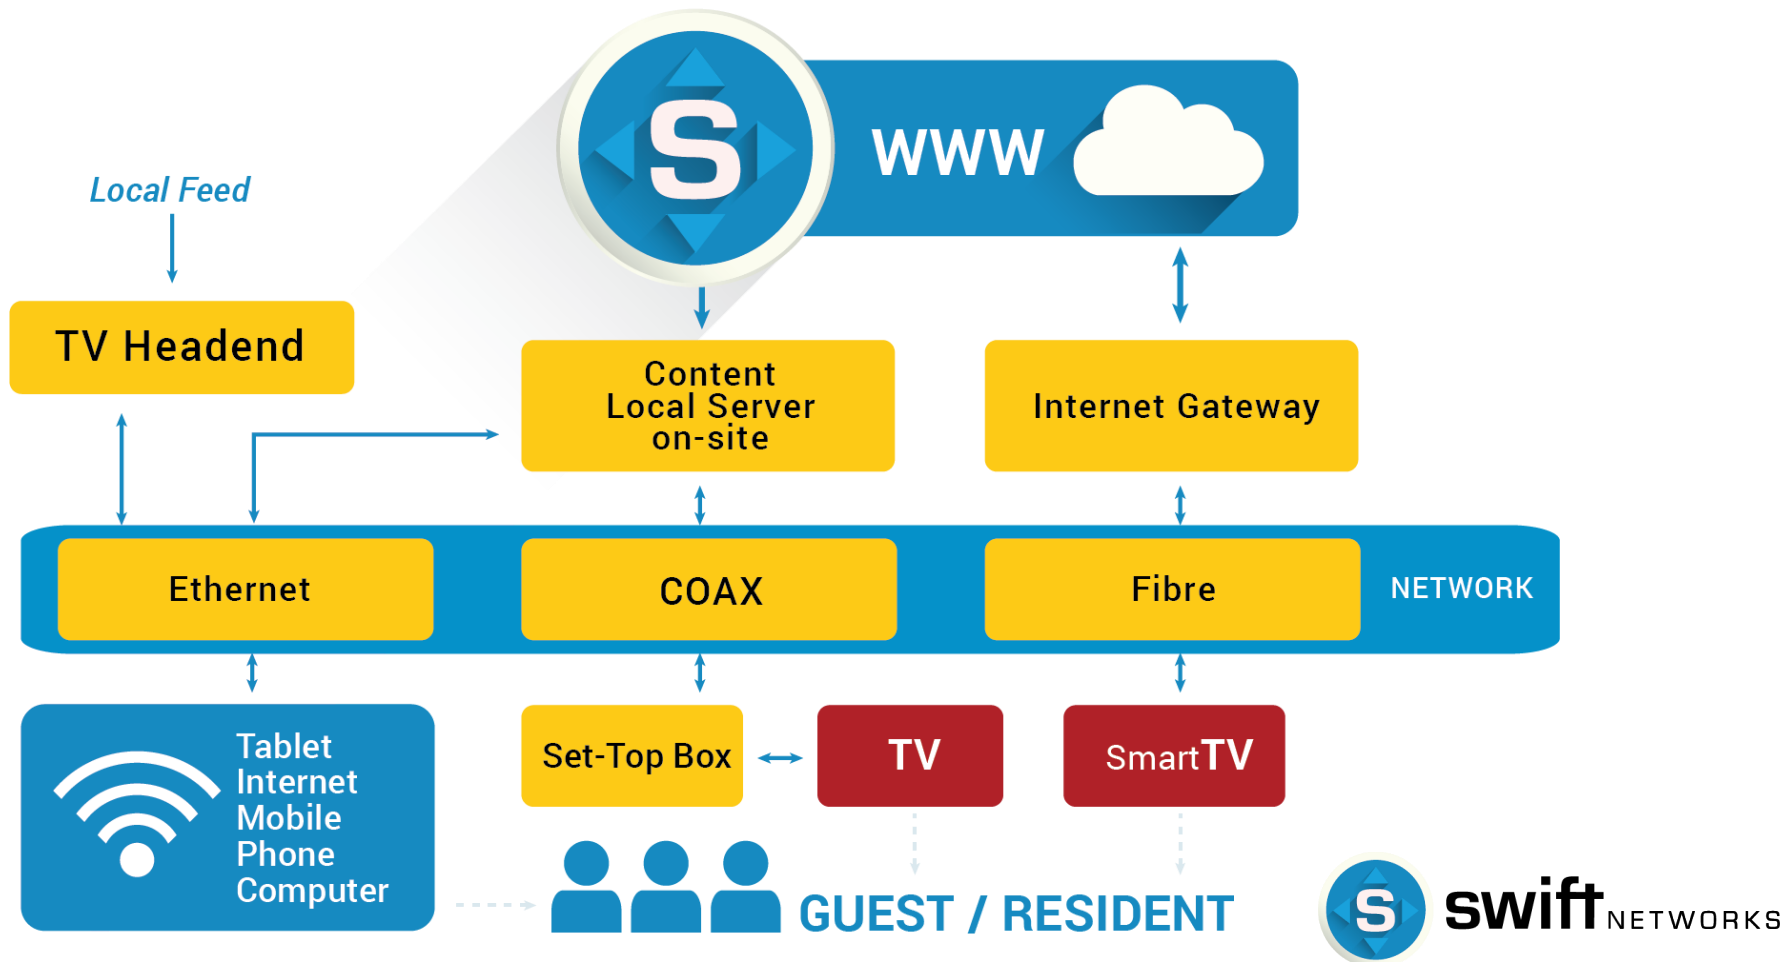 S
WWW
Local Feed
TV Headend
Content
Local Server
on-site
Internet Gateway
Ethernet
COAX
Fibre
NETWORK
Tablet
Internet
Mobile
Phone
Computer
Set-Top Box
TV
SmartTV
GUEST / RESIDENT
S
swift NETWORKS